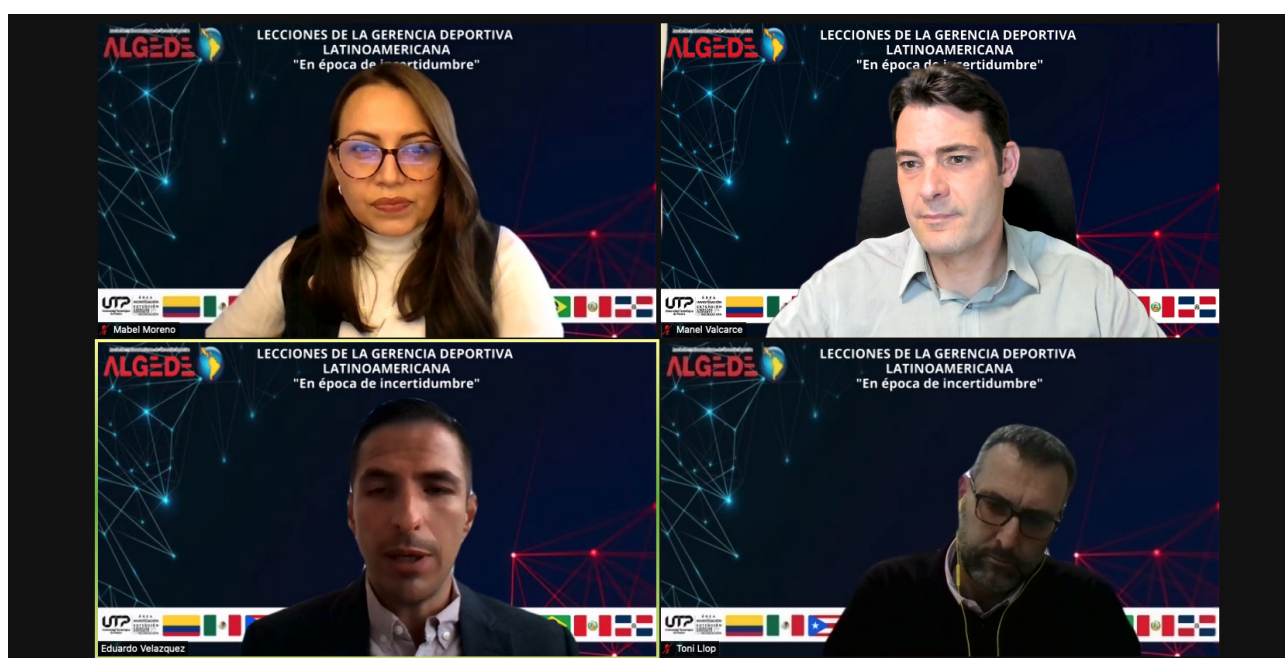 ALGEDE
LECCIONES DE LA GERENCIA DEPORTIVA
LATINOAMERICANA
"En época de incertidumbre"
UTP
Mabel Moreno
ALGEDE
LECCIONES DE LA GERENCIA DEPORTIVA
LATINOAMERICANA
"En época de incertidumbre"
UTP
Manel Valcarce
ALGEDE
LECCIONES DE LA GERENCIA DEPORTIVA
LATINOAMERICANA
"En época de incertidumbre"
UTP
Eduardo Velazquez
ALGEDE
LECCIONES DE LA GERENCIA DEPORTIVA
LATINOAMERICANA
"En época de incertidumbre"
UTP
Toni Llop